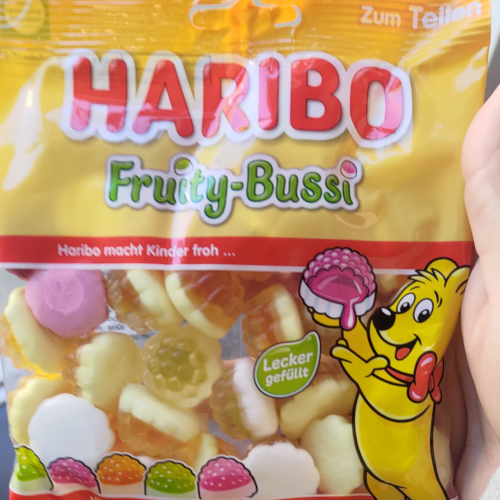 Zum Teilen
HARIBO
Fruity-Bussi
Haribo macht Kinder froh ...
Lecker
gefüllt